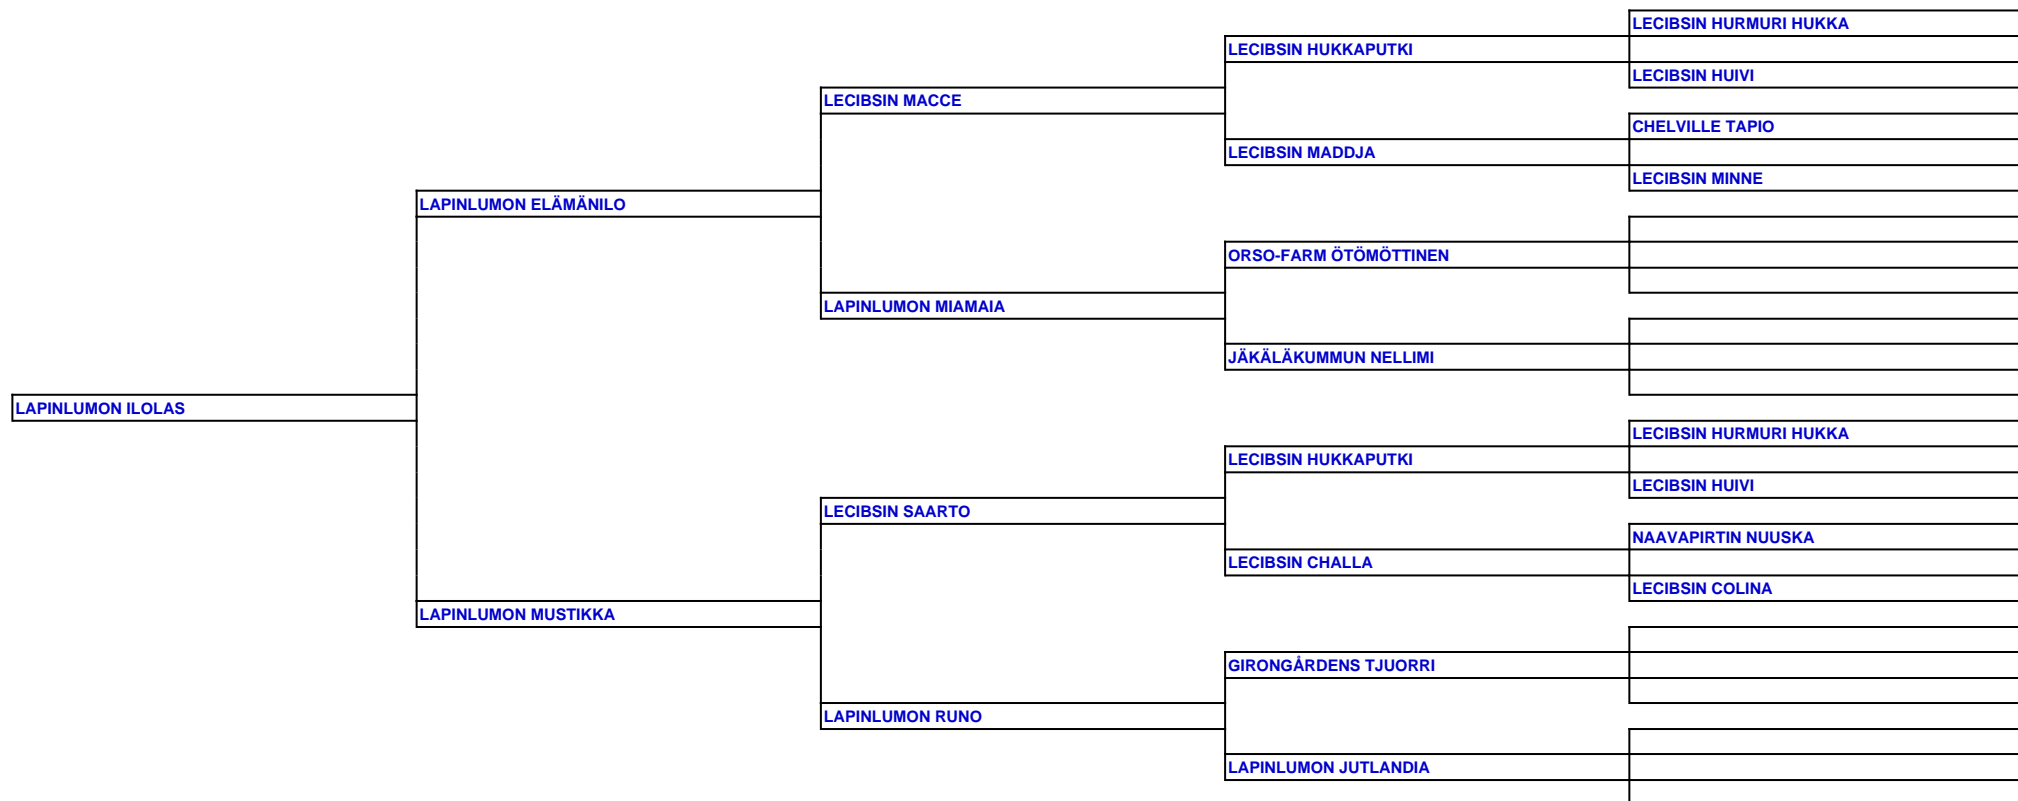 LECIBSIN HURMURI HUKKA
LECIBSIN HUKKAPUTKI
LECIBSIN HUIVI
LECIBSIN MACCE
CHELVILLE TAPIO
LECIBSIN MADDJA
LECIBSIN MINNE
LAPINLUMON ELÄMÄNILO
ORSO-FARM ÖTÖMÖTTINEN
LAPINLUMON MIAMAIA
JÄKÄLÄKUMMUN NELLIMI
LAPINLUMON ILOLAS
LECIBSIN HURMURI HUKKA
LECIBSIN HUKKAPUTKI
LECIBSIN HUIVI
LECIBSIN SAARTO
NAAVAPIRTIN NUUSKA
LECIBSIN CHALLA
LECIBSIN COLINA
LAPINLUMON MUSTIKKA
GIRONGÅRDENS TJUORRI
LAPINLUMON RUNO
LAPINLUMON JUTLANDIA